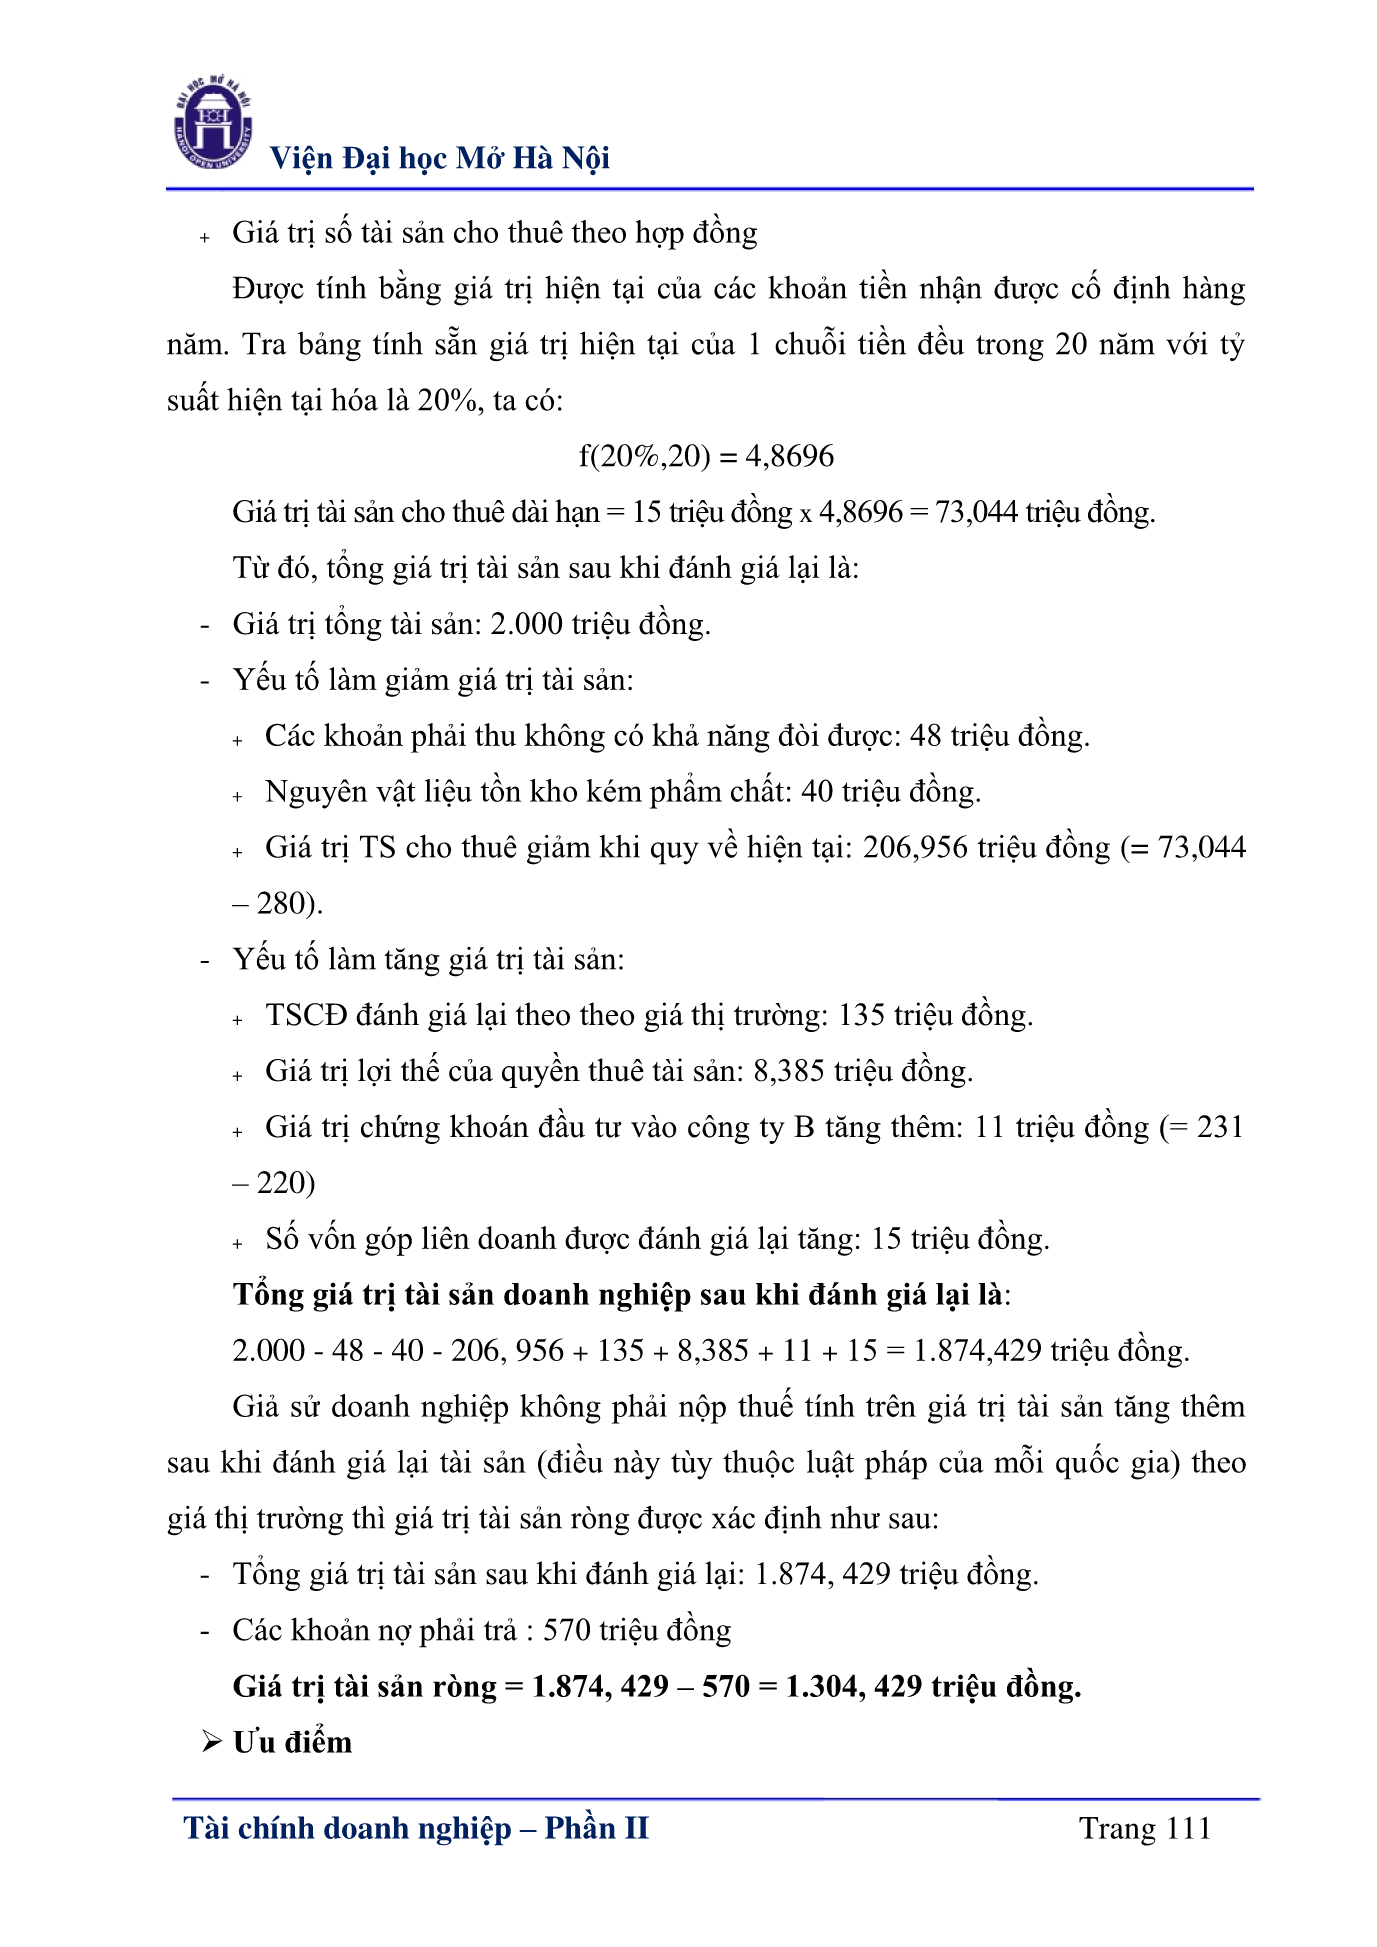 ĐẠI HỌC MỞ HÀ NỘI
HANOI OPEN UNIVERSITY
Viện Đại học Mở Hà Nội
+ Giá trị số tài sản cho thuê theo hợp đồng
Được tính bằng giá trị hiện tại của các khoản tiền nhận được cố định hàng
năm. Tra bảng tính sẵn giá trị hiện tại của 1 chuỗi tiền đều trong 20 năm với tỷ
suất hiện tại hóa là 20%, ta có:
f(20%,20) = 4,8696
Giá trị tài sản cho thuê dài hạn = 15 triệu đồng x 4,8696 = 73,044 triệu đồng.
Từ đó, tổng giá trị tài sản sau khi đánh giá lại là:
- Giá trị tổng tài sản: 2.000 triệu đồng.
- Yếu tố làm giảm giá trị tài sản:
+ Các khoản phải thu không có khả năng đòi được: 48 triệu đồng.
+ Nguyên vật liệu tồn kho kém phẩm chất: 40 triệu đồng.
+ Giá trị TS cho thuê giảm khi quy về hiện tại: 206,956 triệu đồng (= 73,044
– 280).
- Yếu tố làm tăng giá trị tài sản:
+ TSCĐ đánh giá lại theo theo giá thị trường: 135 triệu đồng.
+ Giá trị lợi thế của quyền thuê tài sản: 8,385 triệu đồng.
+ Giá trị chứng khoán đầu tư vào công ty B tăng thêm: 11 triệu đồng (= 231
– 220)
+ Số vốn góp liên doanh được đánh giá lại tăng: 15 triệu đồng.
Tổng giá trị tài sản doanh nghiệp sau khi đánh giá lại là:
2.000 - 48 - 40 - 206, 956 + 135 + 8,385 + 11 + 15 = 1.874,429 triệu đồng.
Giả sử doanh nghiệp không phải nộp thuế tính trên giá trị tài sản tăng thêm
sau khi đánh giá lại tài sản (điều này tùy thuộc luật pháp của mỗi quốc gia) theo
giá thị trường thì giá trị tài sản ròng được xác định như sau:
- Tổng giá trị tài sản sau khi đánh giá lại: 1.874, 429 triệu đồng.
- Các khoản nợ phải trả : 570 triệu đồng
Giá trị tài sản ròng = 1.874, 429 – 570 = 1.304, 429 triệu đồng.
➢ Ưu điểm
Tài chính doanh nghiệp – Phần II Trang 111